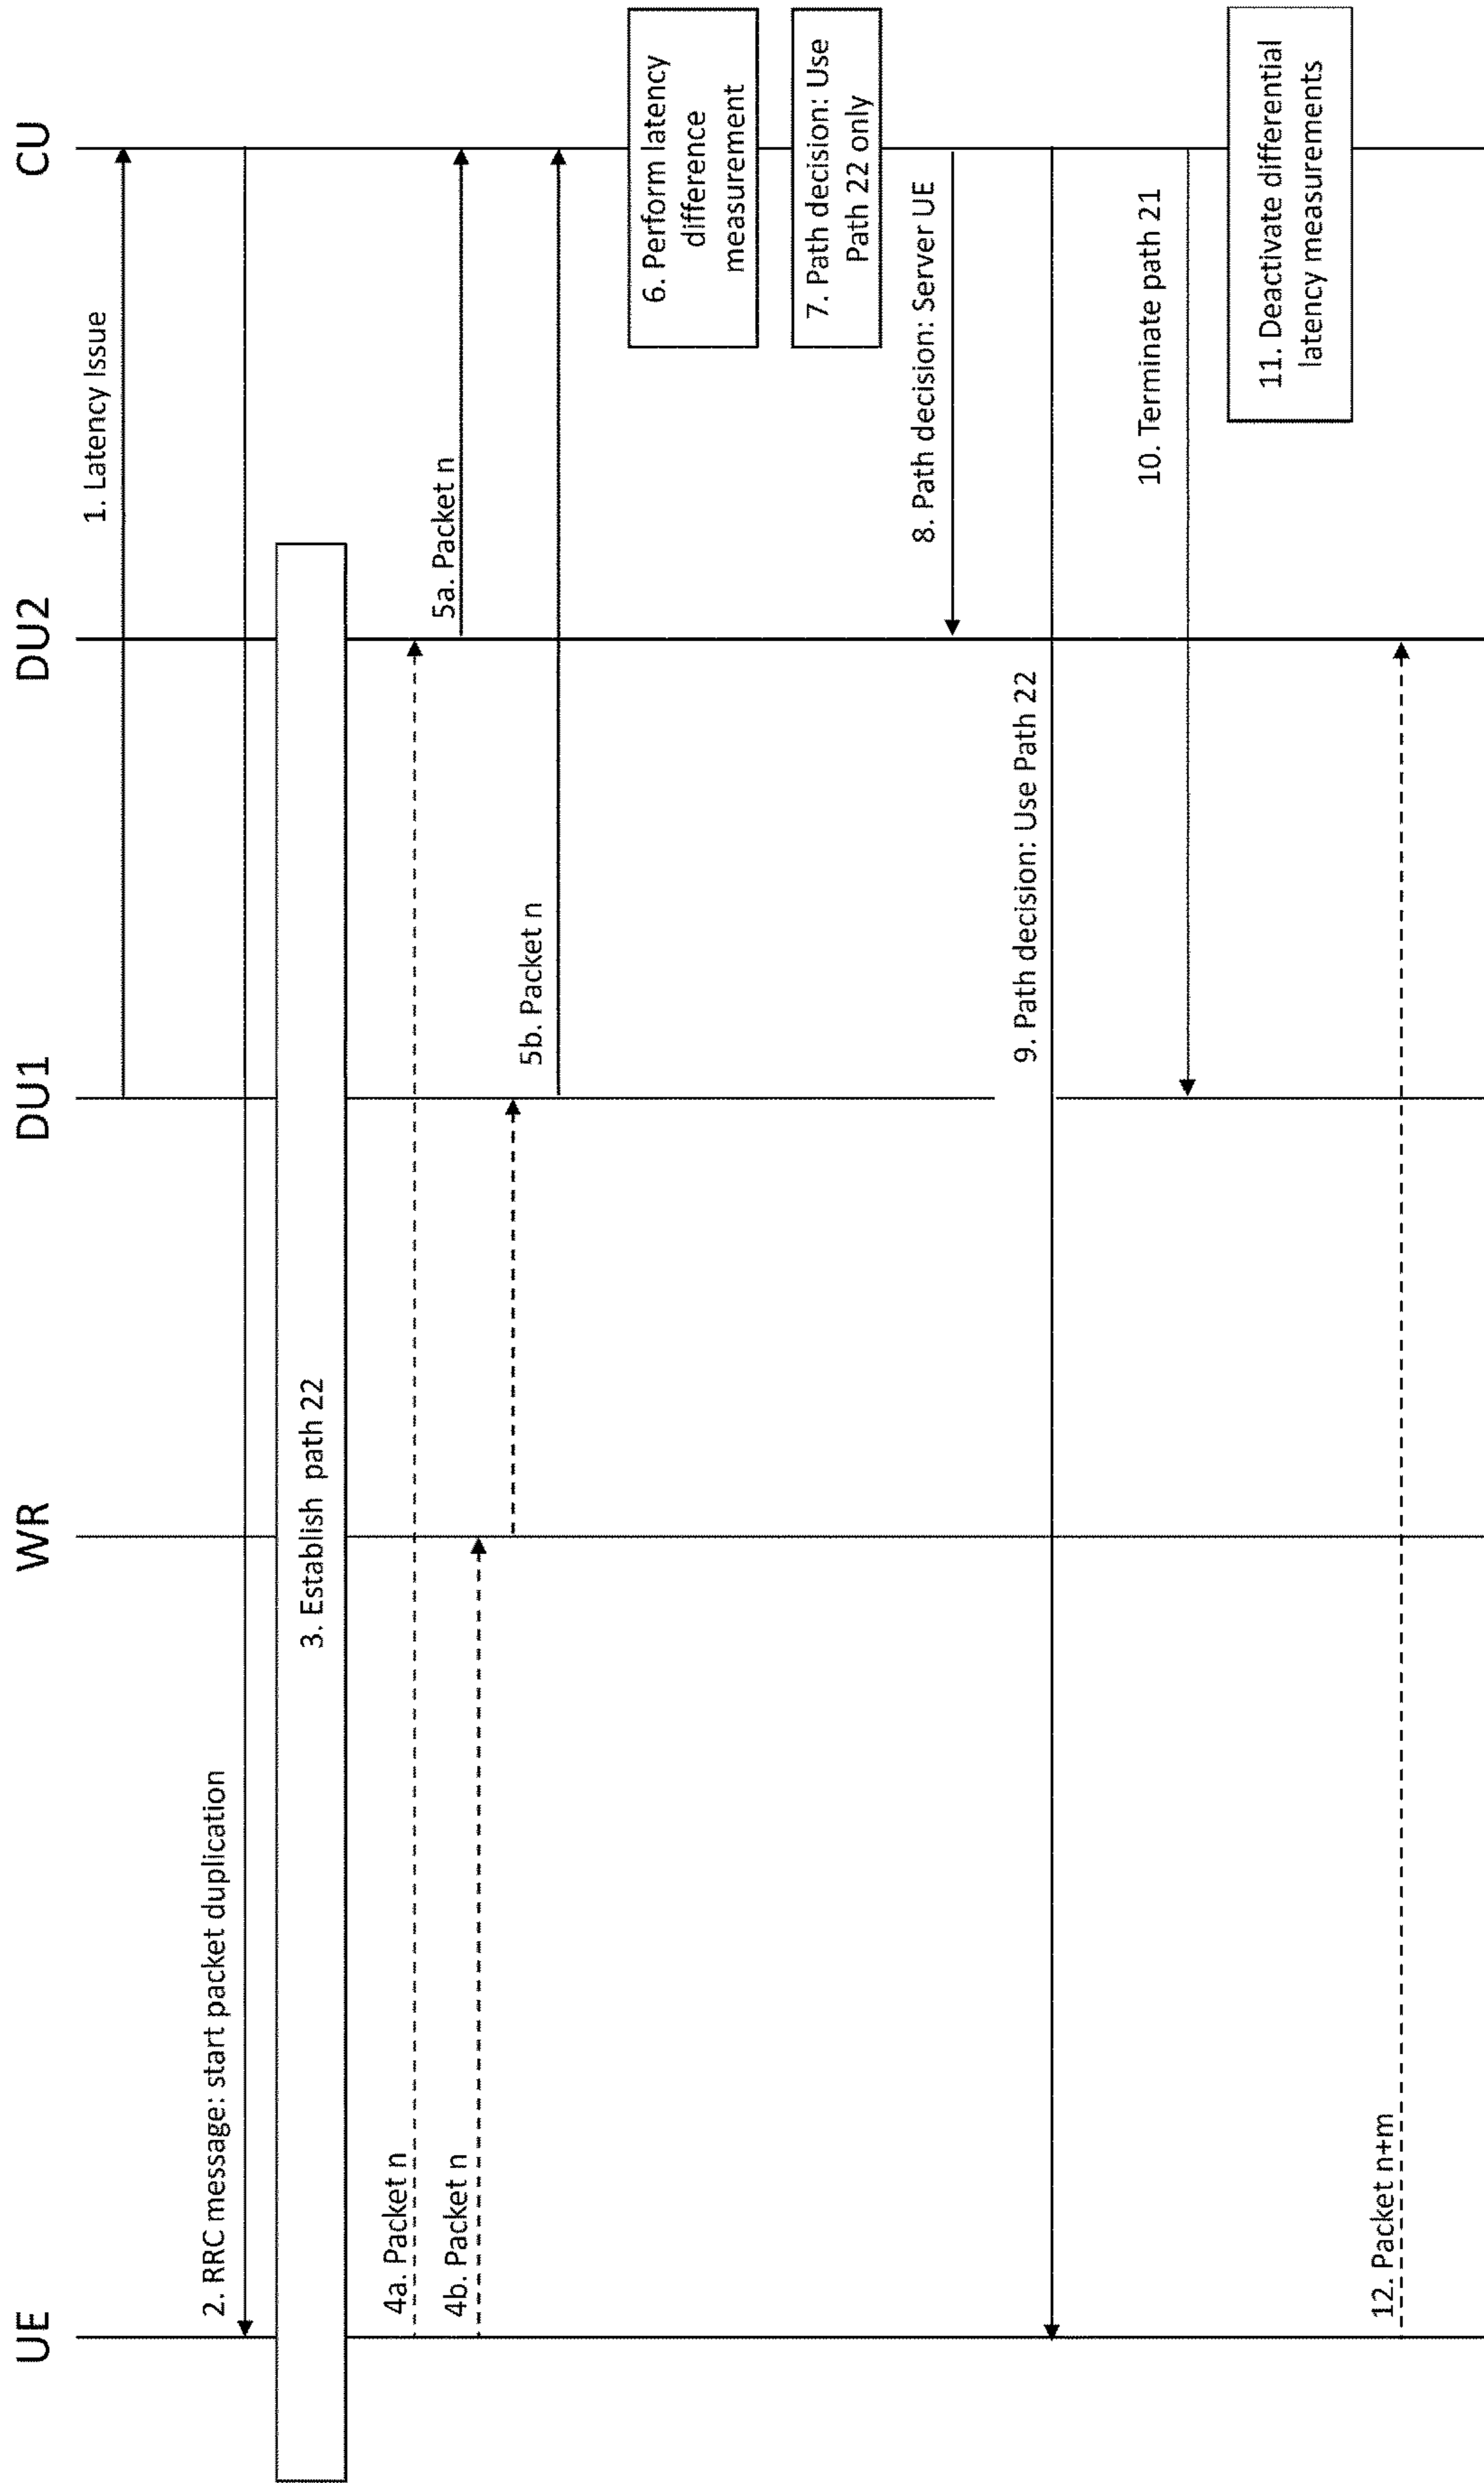 UE
WR
DU1
DU2
CU
1. Latency Issue
2. RRC message: start packet duplication
3. Establish path 22
4a. Packet n
5a. Packet n
4b. Packet n
5b. Packet n
6. Perform latency
difference
measurement
7. Path decision: Use
Path 22 only
8. Path decision: Server UE
9. Path decision: Use Path 22
10. Terminate path 21
11. Deactivate differential
latency measurements
12. Packet n+m